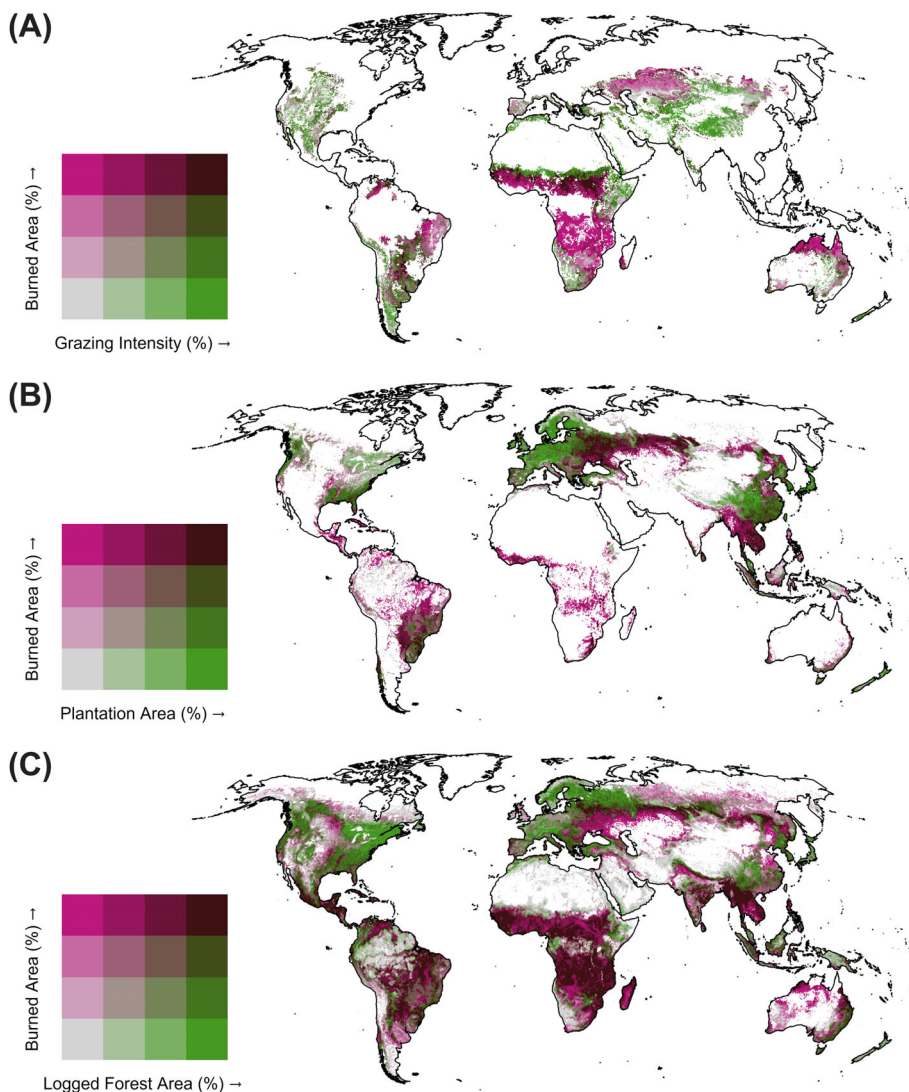 (A)
Burned Area (%) →
Grazing Intensity (%) →
(B)
Burned Area (%) →
Plantation Area (%) →
(C)
Burned Area (%) →
Logged Forest Area (%) →